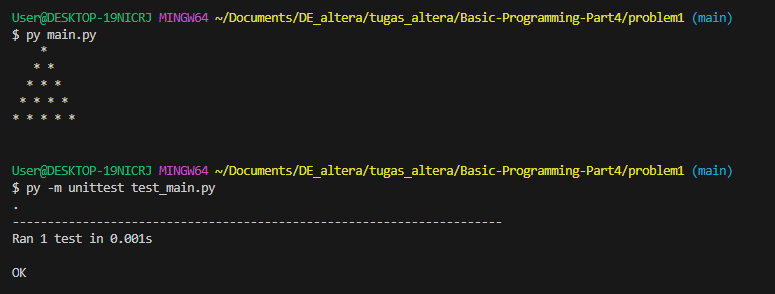 User@DESKTOP-19NICRJ MINGW64 ~/Documents/DE_altera/tugas_altera/Basic-Programming-Part4/problem1 (main)
$ py main.py
    *
   * *
  * * *
 * * * *
* * * * *
User@DESKTOP-19NICRJ MINGW64 ~/Documents/DE_altera/tugas_altera/Basic-Programming-Part4/problem1 (main)
$ py -m unittest test_main.py
.
----------------------------------------------------------------------
Ran 1 test in 0.001s
OK